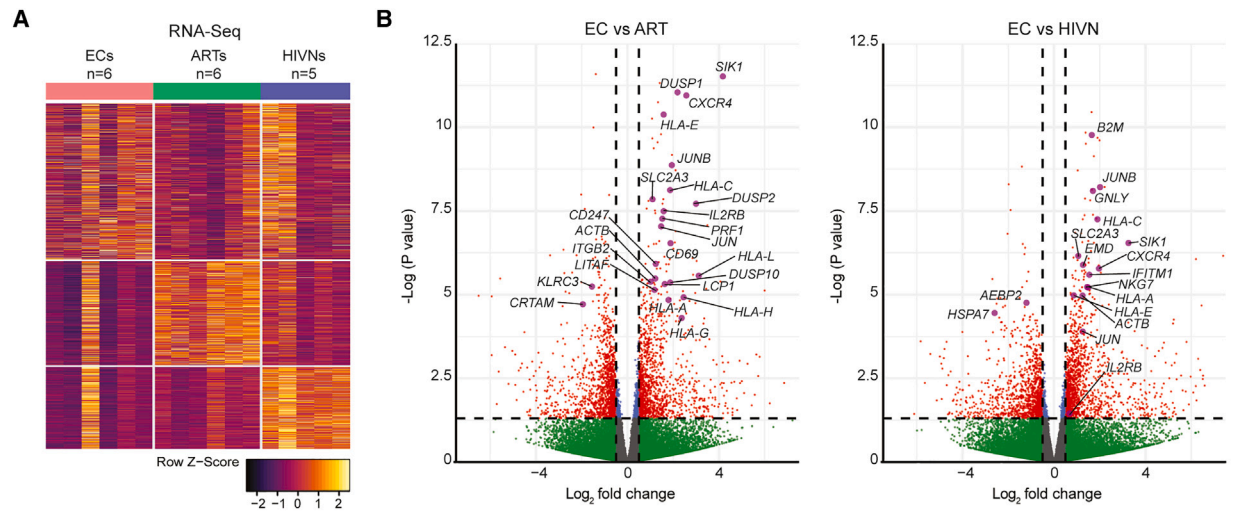 A
RNA-Seq
ECs
n=6
ARTs
n=6
HIVNs
n=5
Row Z-Score
−2 −1 0 1 2
B
EC vs ART
12.5
10
7.5
5
2.5
0
-Log (P value)
SIK1
DUSP1
CXCR4
HLA-E
JUNB
SLC2A3
HLA-C
DUSP2
CD247
IL2RB
ACTB
PRF1
JUN
ITGB2
CD69
HLA-L
LITAF
DUSP10
KLRC3
LCP1
CRTAM
HLA-A
HLA-H
HLA-G
−4 0 4
Log2 fold change
EC vs HIVN
12.5
10
7.5
5
2.5
0
-Log (P value)
B2M
JUNB
GNLY
HLA-C
SLC2A3
SIK1
EMD
CXCR4
IFITM1
NKG7
AEBP2
HLA-A
HSPA7
HLA-E
ACTB
JUN
IL2RB
−4 0 4
Log2 fold change